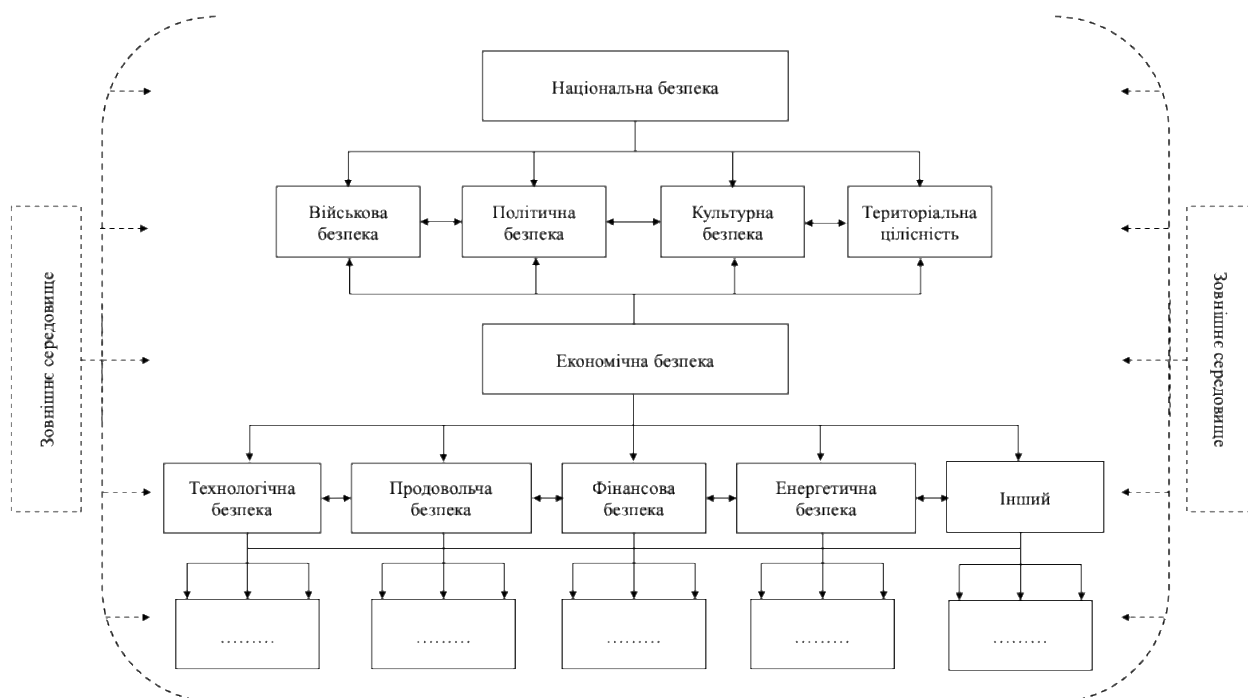 Національна безпека
Військова
безпека
Політична
безпека
Культурна
безпека
Територіальна
цілісність
Зовнішнє середовище
Зовнішнє середовище
Економічна безпека
Технологічна
безпека
Продовольча
безпека
Фінансова
безпека
Енергетична
безпека
Інший
.........
.........
.........
.........
.........